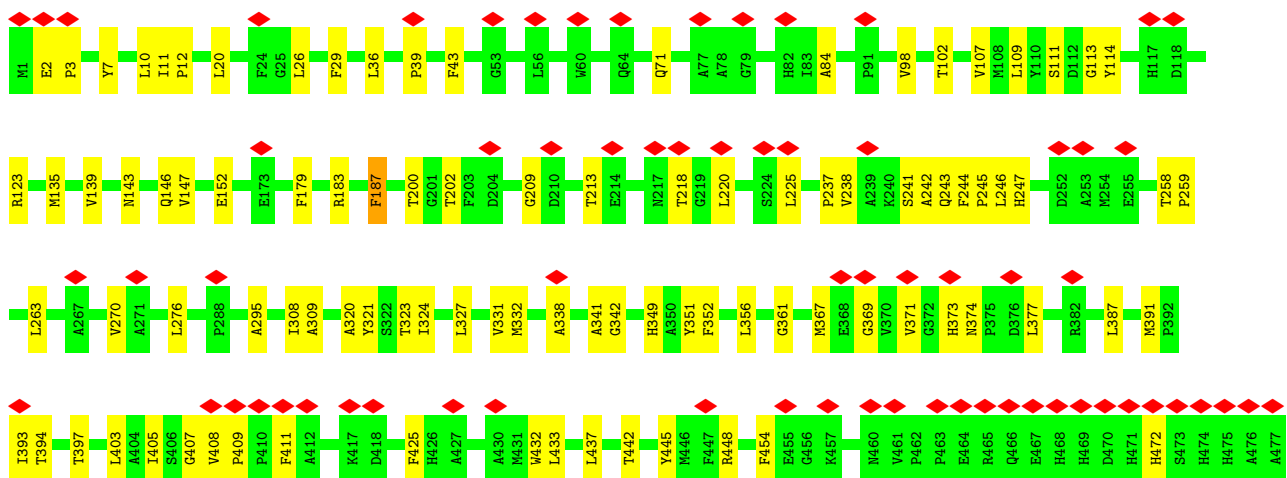 M1 E2 P3 Y7 L10 I11 P12 L20 F24 G25 L26 F29 L36 P39 F43 G53 L56 W60 Q64 Q71 A77 A78 G79 H82 I83 A84 P91 V98 T102 V107 M108 L109 Y110 S111 D112 G113 Y114 H117 D118
R123 M135 V139 N143 Q146 V147 E152 E173 F179 R183 F187 T200 G201 T202 F203 D204 G209 D210 T213 E214 N217 T218 G219 L220 S224 L225 P237 V238 A239 K240 S241 A242 Q243 F244 P245 L246 H247 D252 A253 M254 E255 T258 P259
L263 A267 V270 A271 L276 P288 A295 I308 A309 A320 Y321 S322 T323 I324 L327 V331 M332 A338 A341 G342 H349 A350 Y351 F352 L356 G361 M367 E368 G369 V370 V371 G372 H373 N374 P375 D376 L377 R382 L387 M391 P392
I393 T394 T397 L403 A404 I405 S406 G407 V408 P409 P410 F411 A412 K417 D418 F425 H426 A427 A430 M431 W432 L433 L437 T442 Y445 M446 F447 R448 F454 E455 G456 K457 N460 V461 P462 P463 E464 R465 Q466 E467 H468 H469 D470 H471 H472 S473 H474 H475 A476 A477